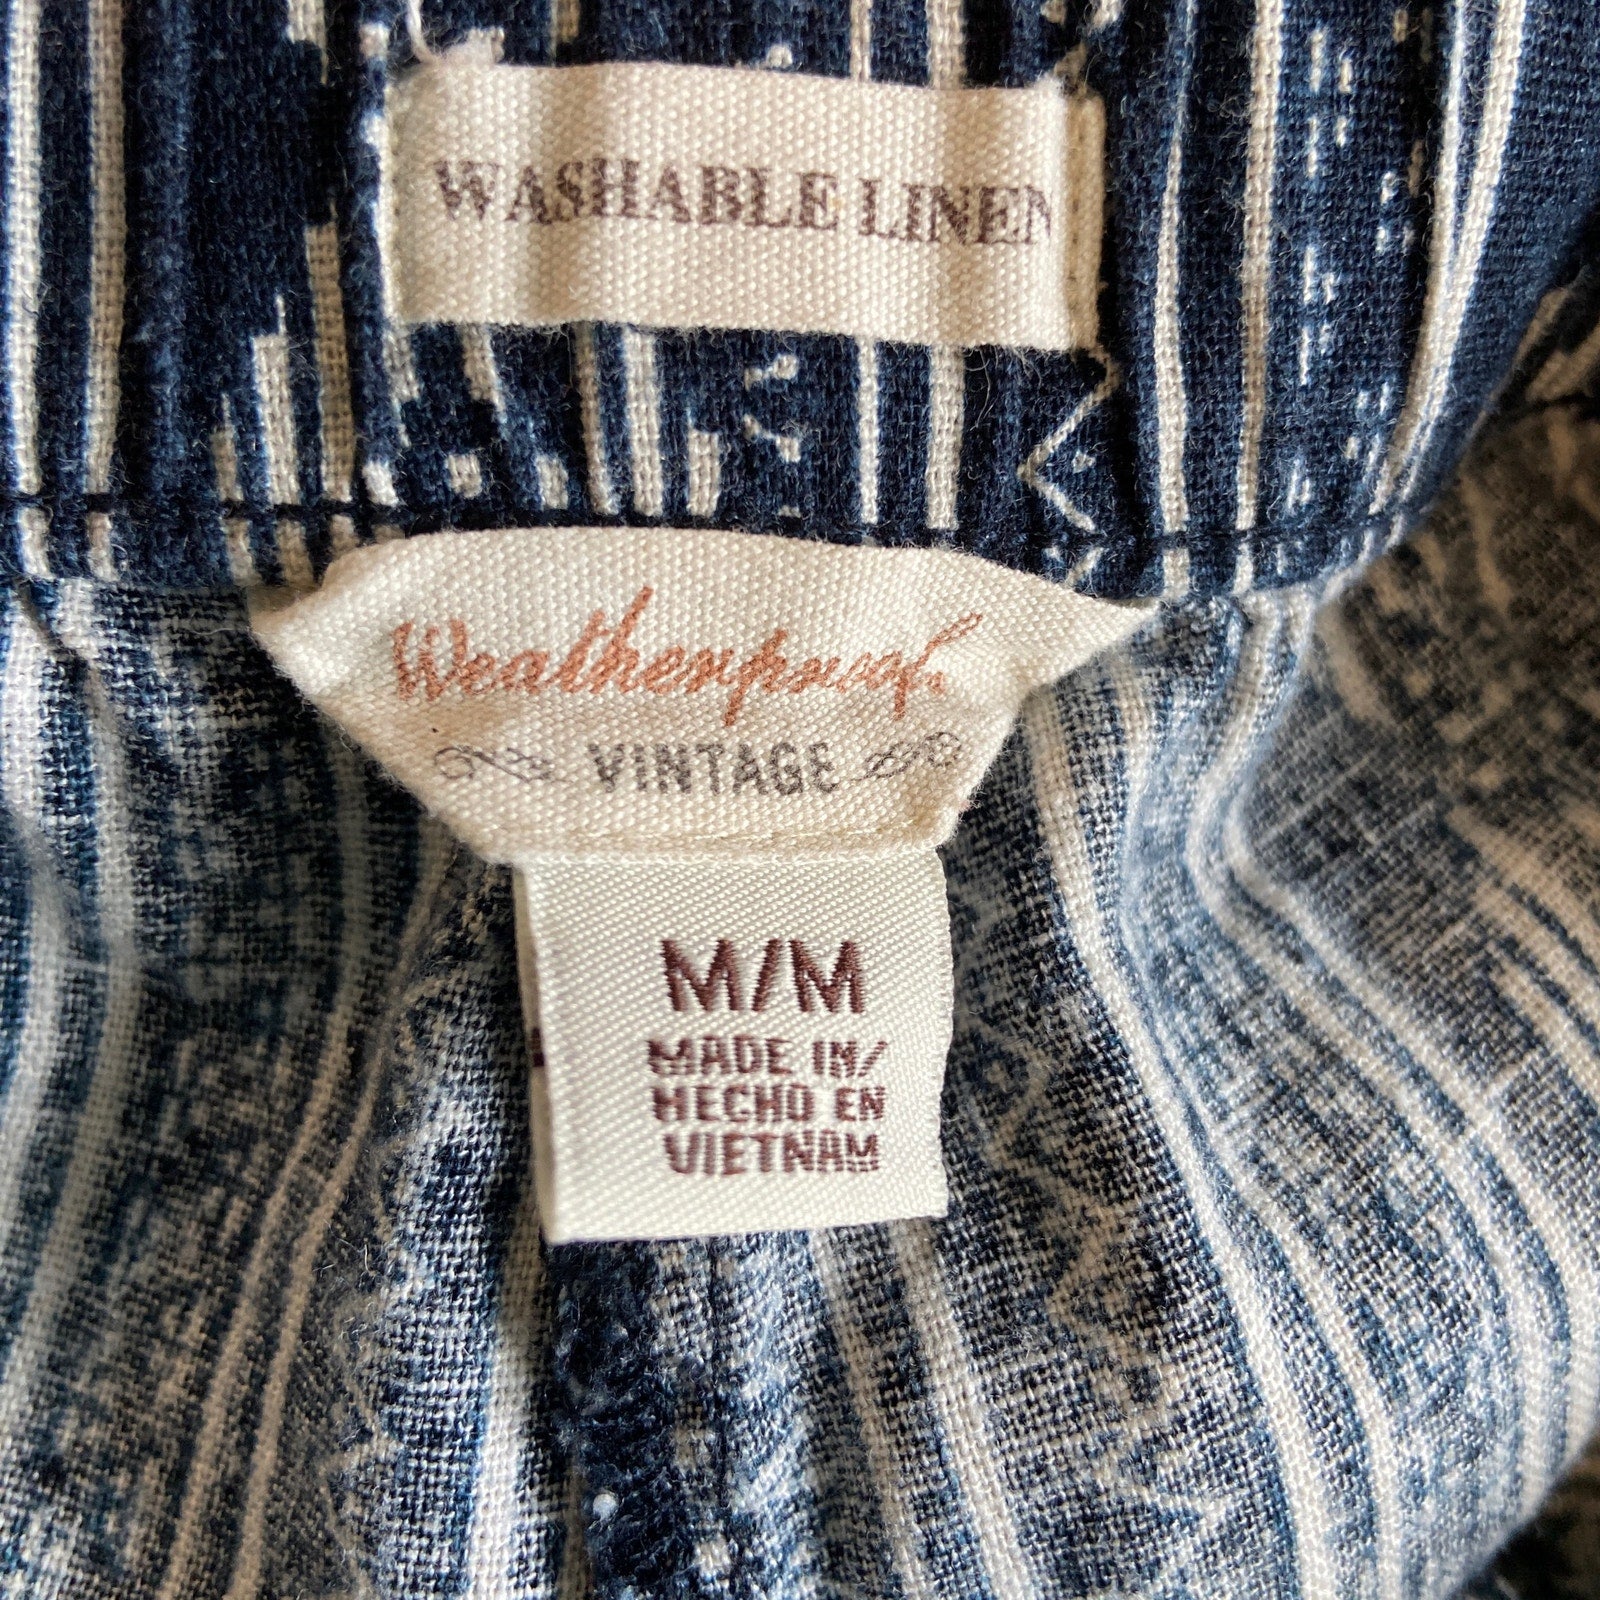 WASHABLE LINEN
Weatherproof
VINTAGE
M/M
MADE IN/
HECHO EN
VIETNAM